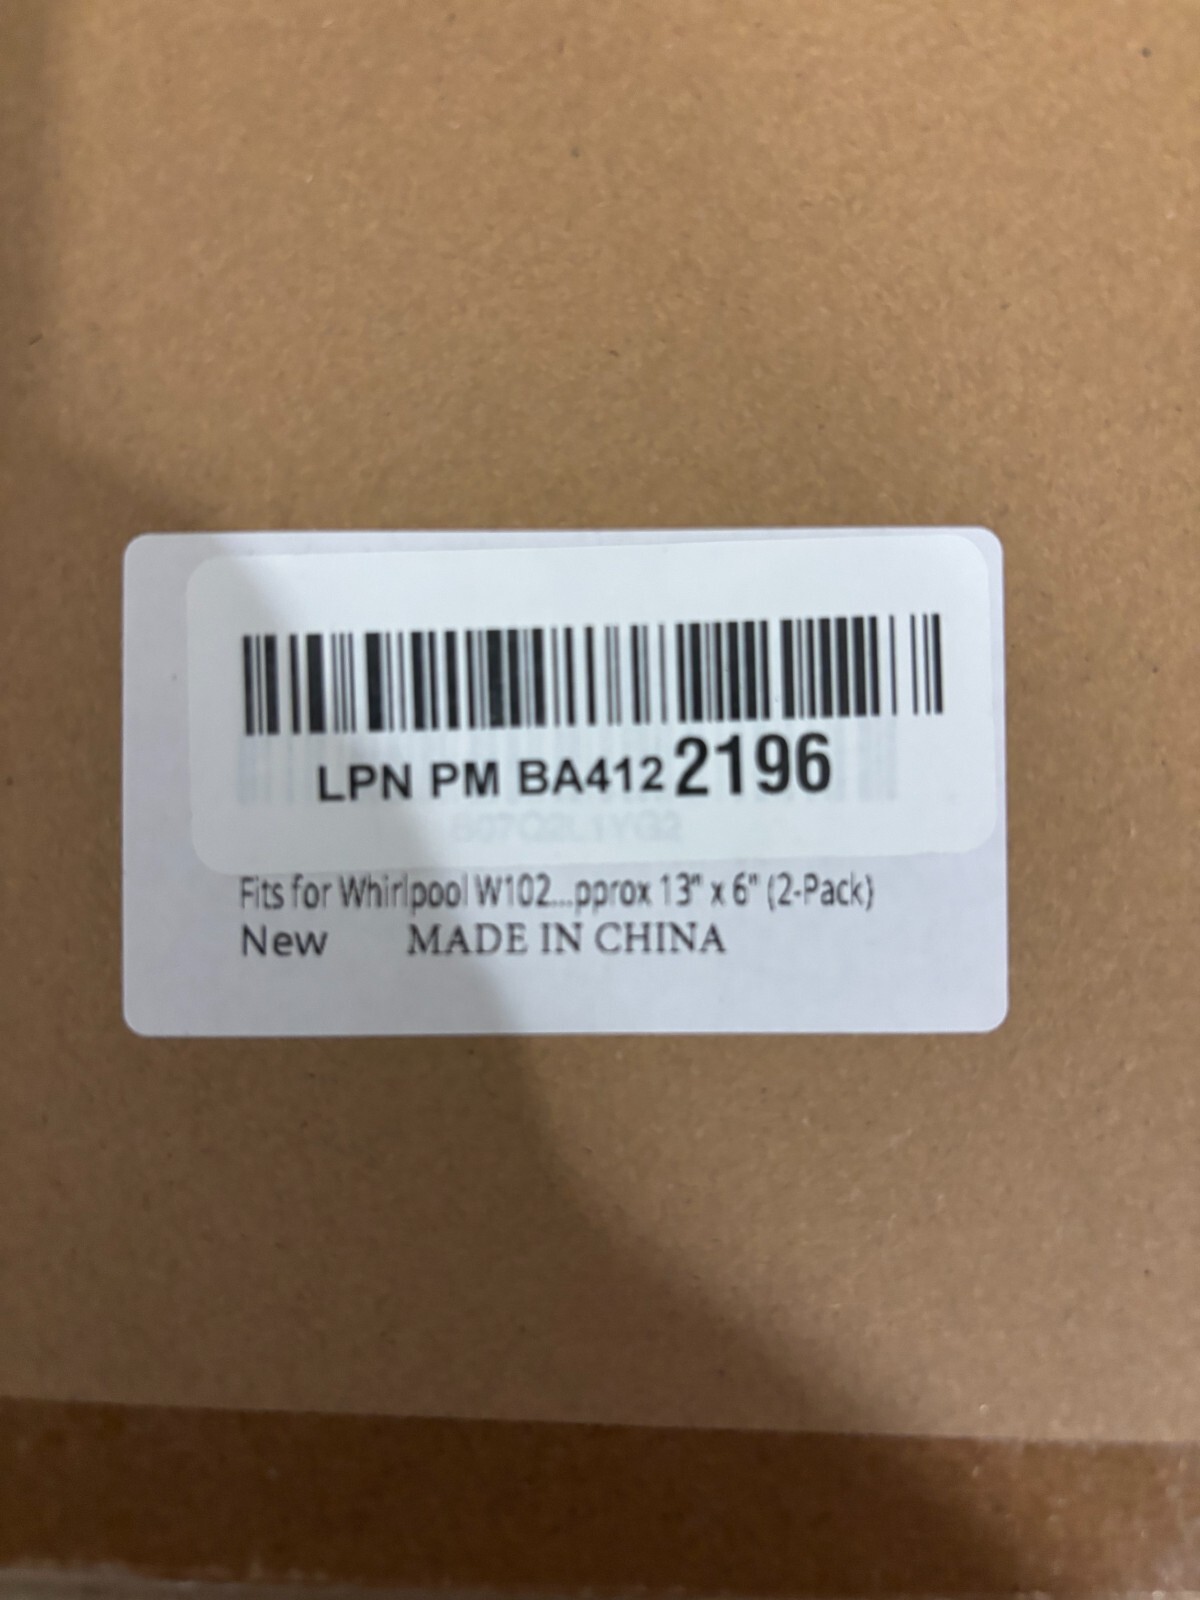 LPN PM BA412 2196
Fits for Whirlpool W102...pprox 13" x 6" (2-Pack)
New MADE IN CHINA